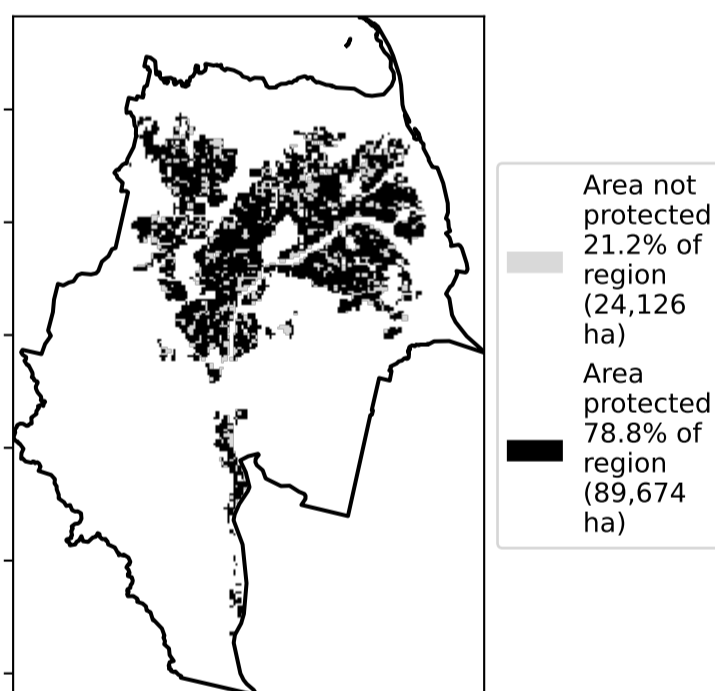 Area not
protected
21.2% of
region
(24,126
ha)
Area
protected
78.8% of
region
(89,674
ha)